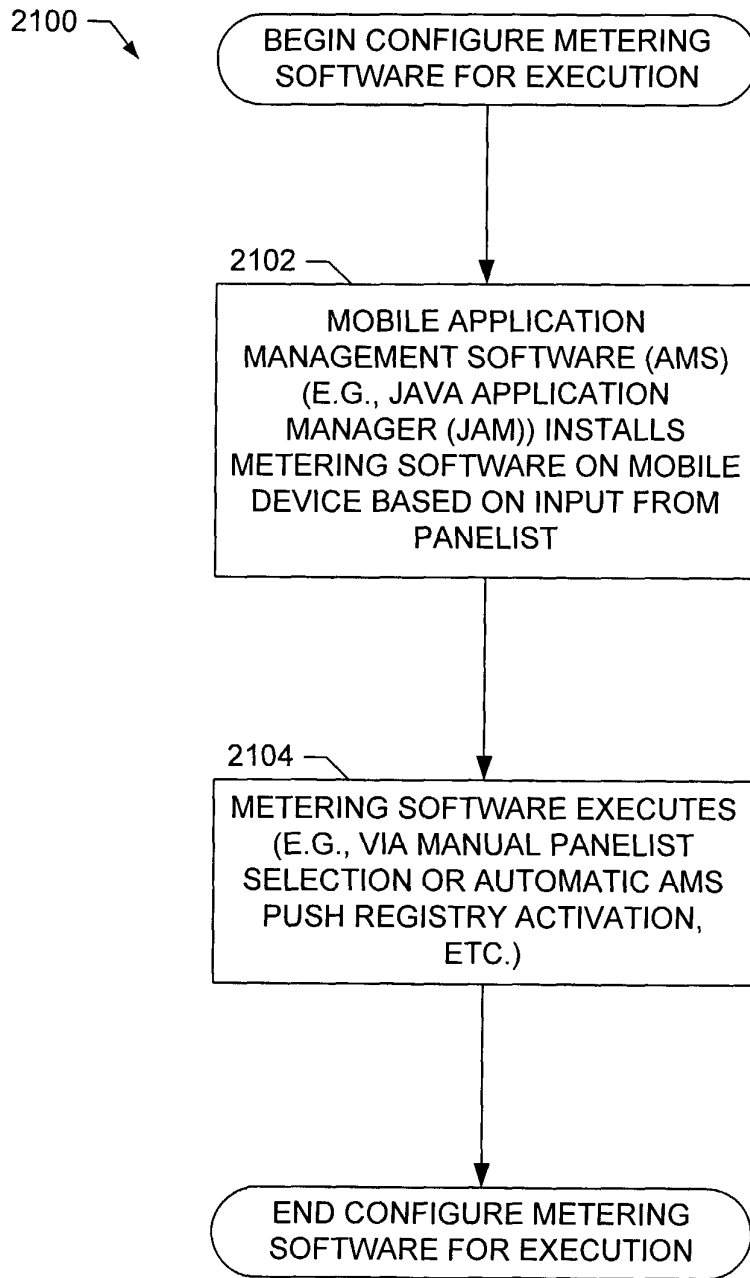 2100
BEGIN CONFIGURE METERING
SOFTWARE FOR EXECUTION
2102
MOBILE APPLICATION
MANAGEMENT SOFTWARE (AMS)
(E.G., JAVA APPLICATION
MANAGER (JAM)) INSTALLS
METERING SOFTWARE ON MOBILE
DEVICE BASED ON INPUT FROM
PANELIST
2104
METERING SOFTWARE EXECUTES
(E.G., VIA MANUAL PANELIST
SELECTION OR AUTOMATIC AMS
PUSH REGISTRY ACTIVATION,
ETC.)
END CONFIGURE METERING
SOFTWARE FOR EXECUTION